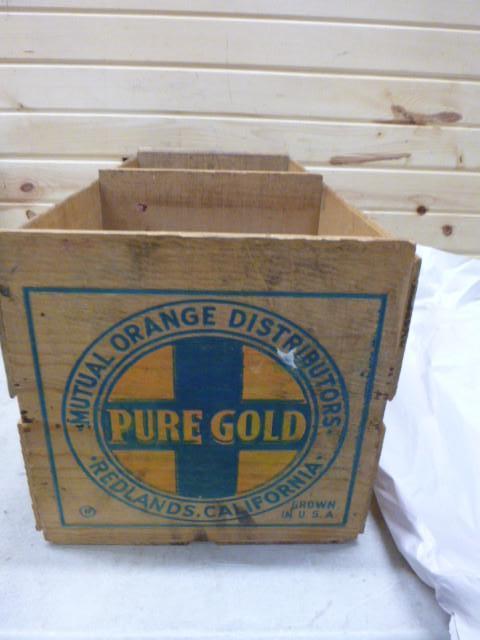 MUTUAL ORANGE DISTRIBUTORS
PURE GOLD
REDLANDS, CALIFORNIA
GROWN
IN U.S.A.